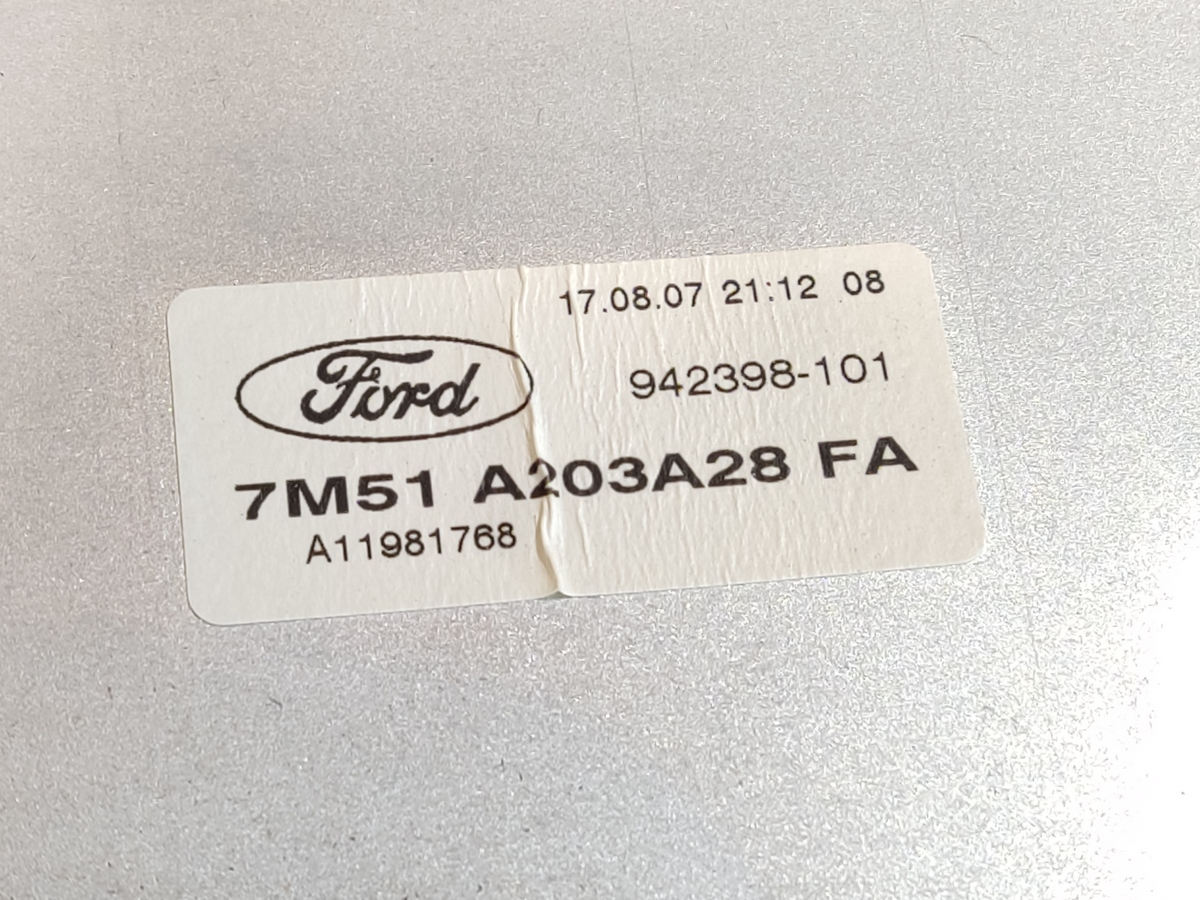 17.08.07 21:12 08
Ford
942398-101
7M51 A203A28 FA
A11981768